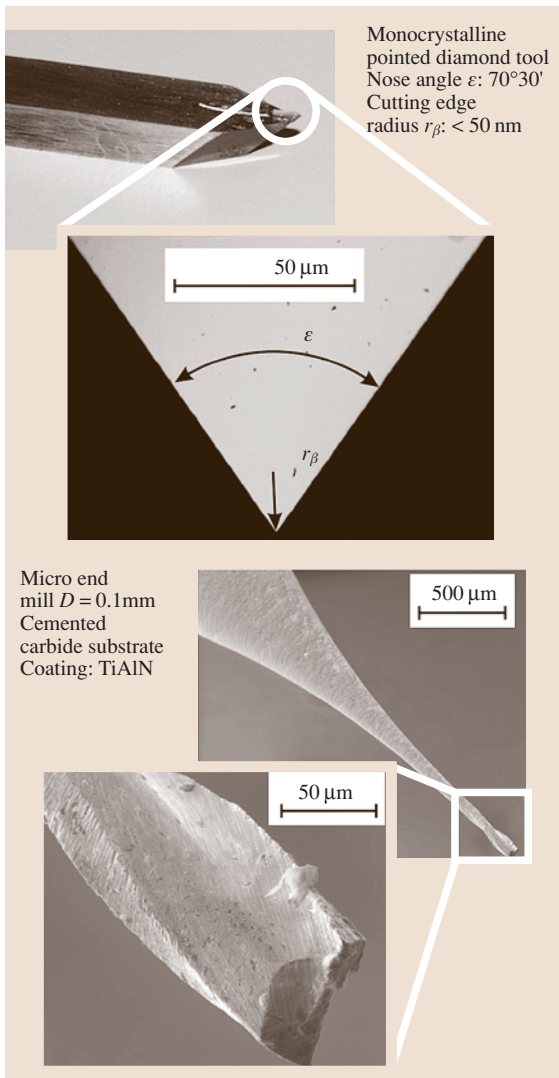 Monocrystalline
pointed diamond tool
Nose angle ε: 70°30'
Cutting edge
radius rβ: < 50 nm
50 µm
ε
rβ
Micro end
mill D = 0.1mm
Cemented
carbide substrate
Coating: TiAlN
500 µm
50 µm